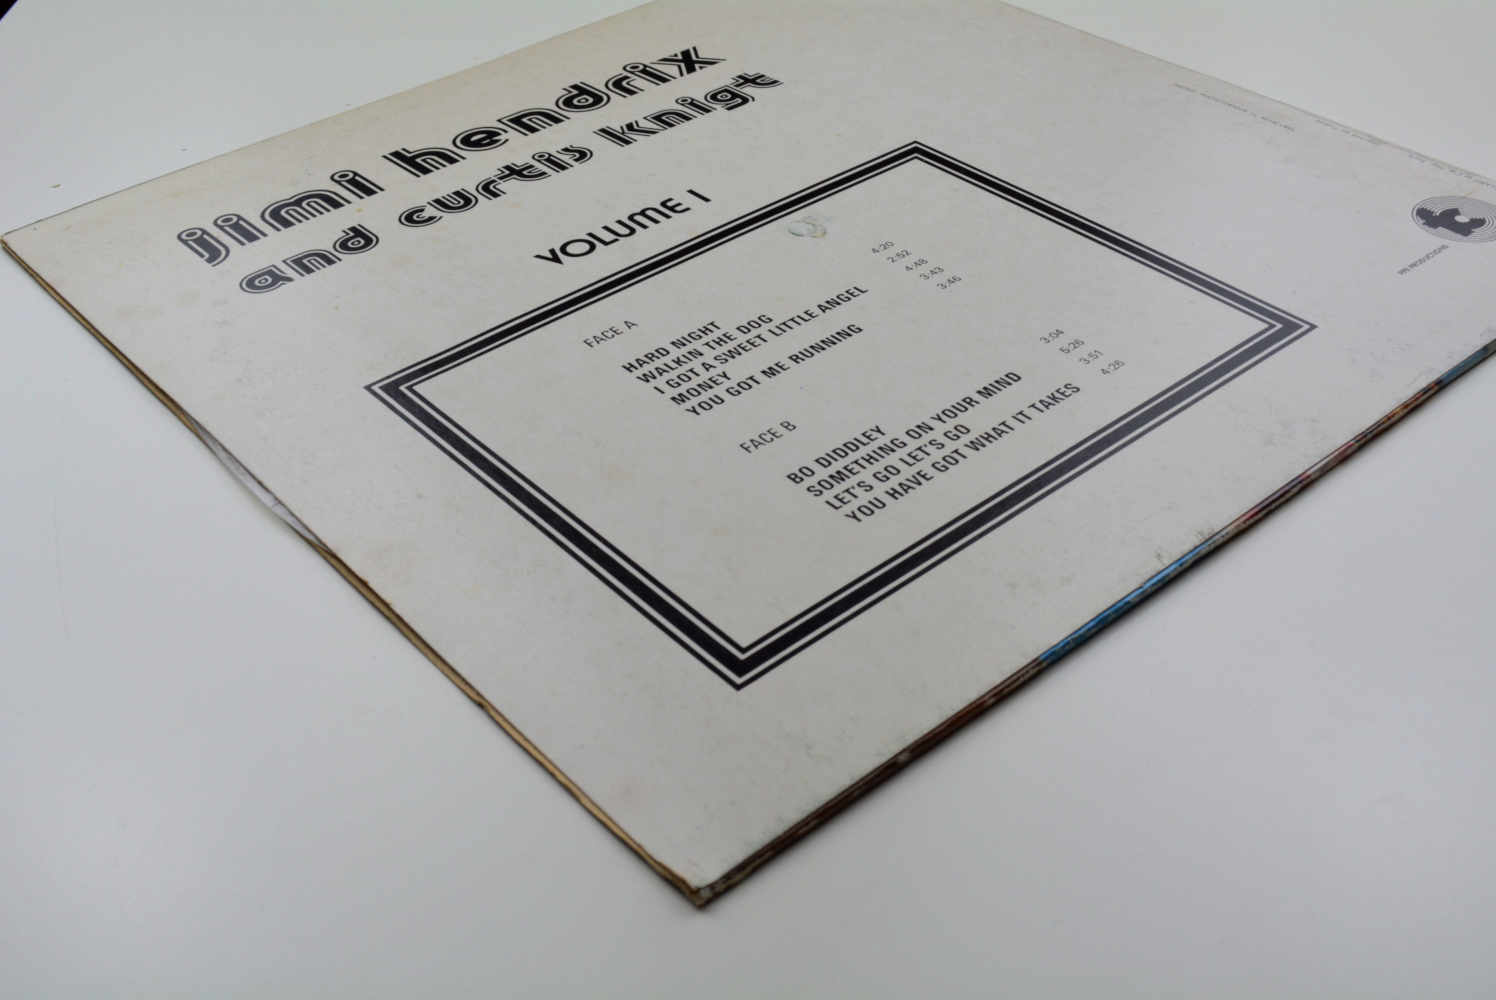 jimi hendrix
and curtis knigt
VOLUME I
FACE A
HARD NIGHT 4:20
WALKIN THE DOG 2:52
I GOT A SWEET LITTLE ANGEL 4:48
MONEY 3:43
YOU GOT ME RUNNING 3:46
FACE B
BO DIDDLEY 3:04
SOMETHING ON YOUR MIND 5:26
LET'S GO LET'S GO 3:51
YOU HAVE GOT WHAT IT TAKES 4:26
PRODUCTIONS